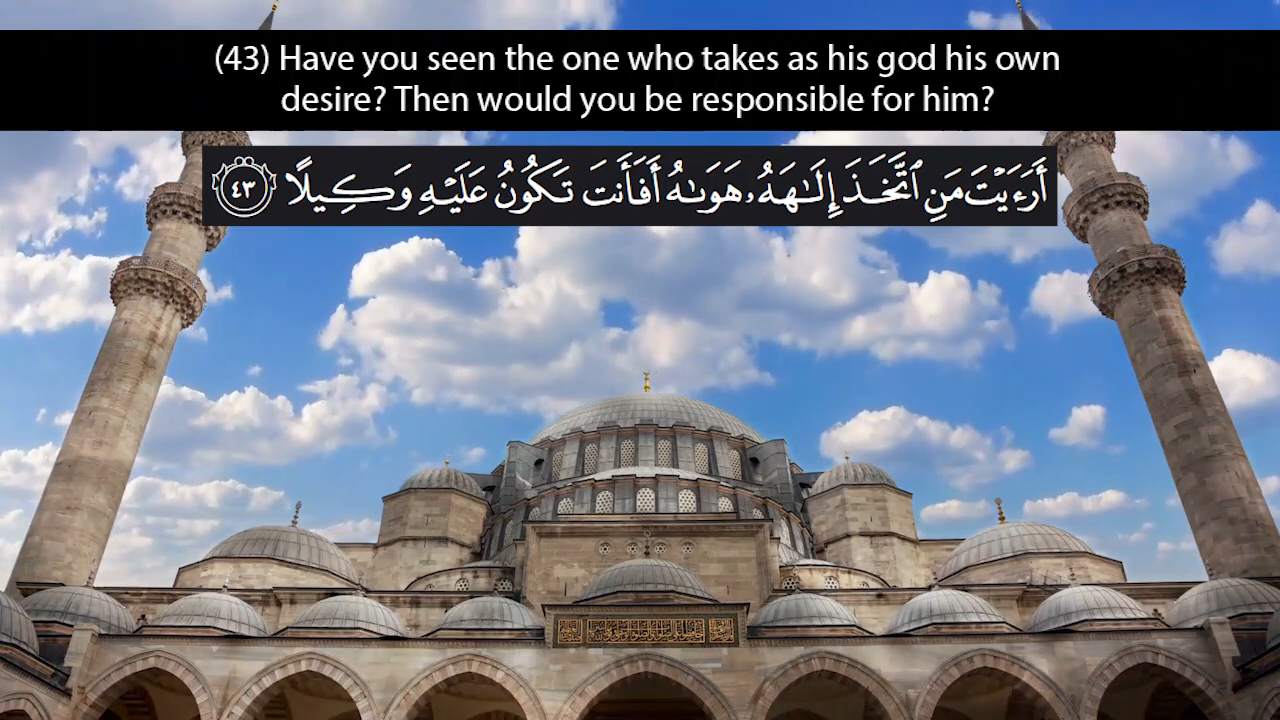 (43) Have you seen the one who takes as his god his own
desire? Then would you be responsible for him?
أَرَءَيْتَ مَنِ ٱتَّخَذَ إِلَـٰهَهُۥ هَوَىٰهُ أَفَأَنتَ تَكُونُ عَلَيْهِ وَكِيلًا ٤٣